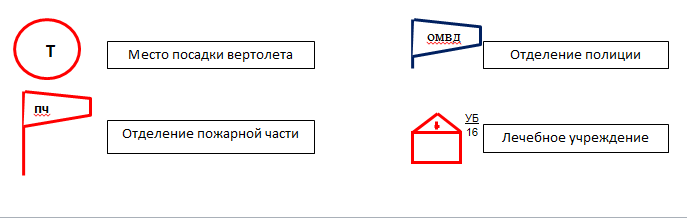 Т
Место посадки вертолета
омвд
Отделение полиции
пч
Отделение пожарной части
УБ
16
Лечебное учреждение